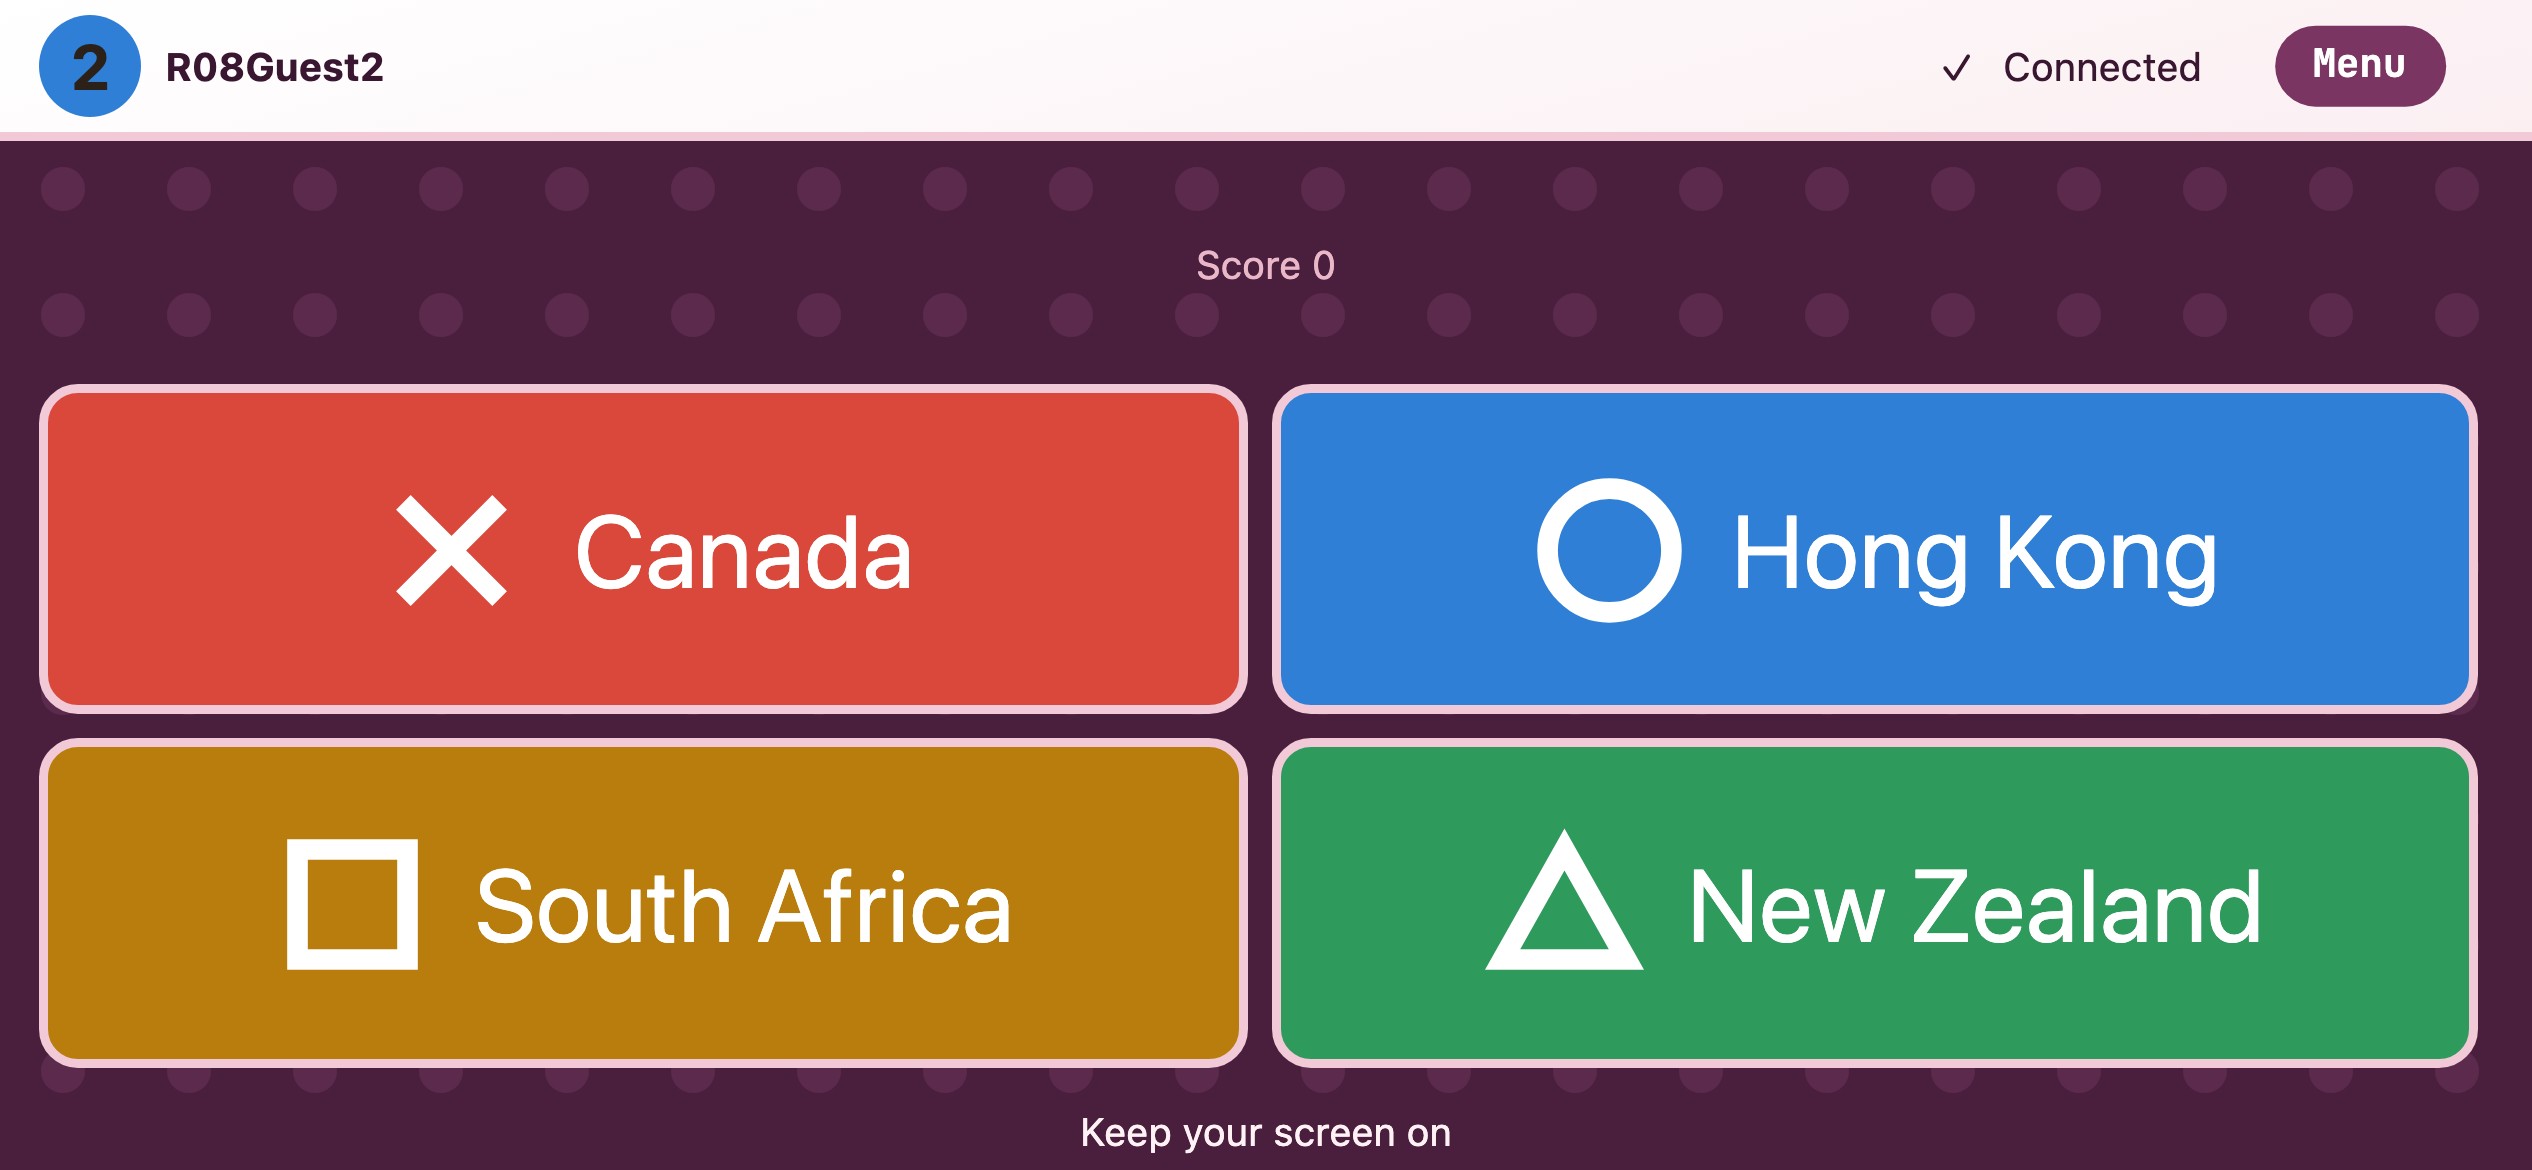 2 R08Guest2 ✓ Connected Menu
Score 0
Canada
Hong Kong
South Africa
New Zealand
Keep your screen on